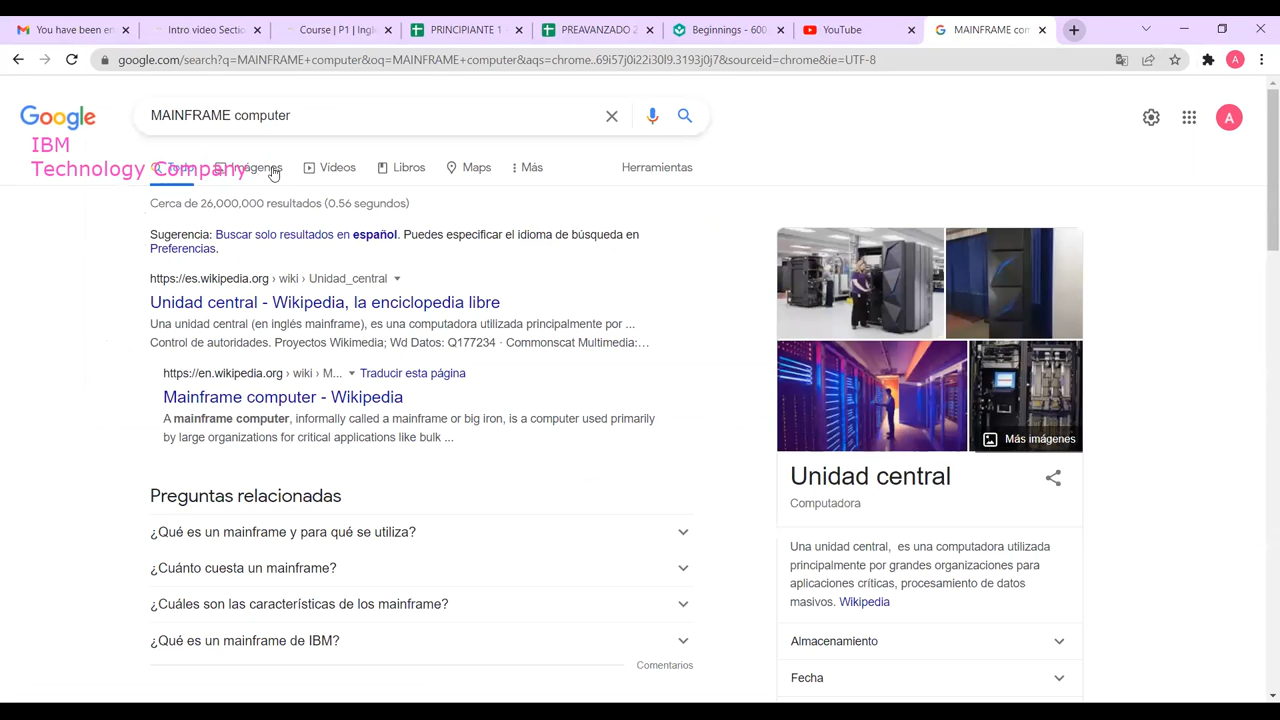 You have been en
Intro video Secti
Course | P1 | Ingl
PRINCIPIANTE 1 -
PREAVANZADO 2
Beginnings - 600
YouTube
MAINFRAME com
google.com/search?q=MAINFRAME+computer&oq=MAINFRAME+computer&aqs=chrome..69i57j0i22i30l9.3193j0j7&sourceid=chrome&ie=UTF-8
A
Google
MAINFRAME computer
A
IBM
Technology Company
Todo
Imágenes
Vídeos
Libros
Maps
Más
Herramientas
Cerca de 26,000,000 resultados (0.56 segundos)
Sugerencia: Buscar solo resultados en español. Puedes especificar el idioma de búsqueda en
Preferencias.
https://es.wikipedia.org › wiki › Unidad_central
Unidad central - Wikipedia, la enciclopedia libre
Una unidad central (en inglés mainframe), es una computadora utilizada principalmente por ...
Control de autoridades. Proyectos Wikimedia; Wd Datos: Q177234 · Commonscat Multimedia:...
https://en.wikipedia.org › wiki › M... Traducir esta página
Mainframe computer - Wikipedia
A mainframe computer, informally called a mainframe or big iron, is a computer used primarily
by large organizations for critical applications like bulk ...
Preguntas relacionadas
¿Qué es un mainframe y para qué se utiliza?
¿Cuánto cuesta un mainframe?
¿Cuáles son las características de los mainframe?
¿Qué es un mainframe de IBM?
Comentarios
Más imágenes
Unidad central
Computadora
Una unidad central, es una computadora utilizada
principalmente por grandes organizaciones para
aplicaciones críticas, procesamiento de datos
masivos. Wikipedia
Almacenamiento
Fecha